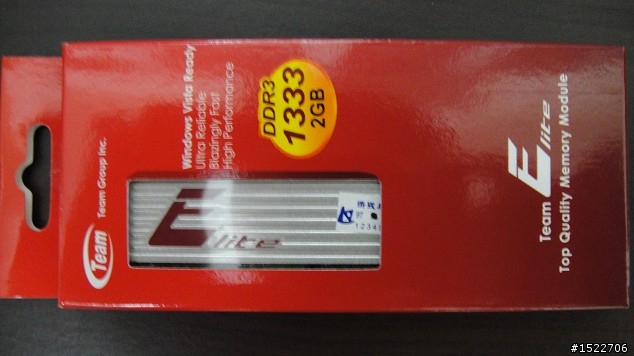 Team
Team Group Inc.
Windows Vista Ready
Ultra Reliable
Blazingly Fast
High Performance
DDR3
1333
2GB
Elite
12345
Team Elite
Top Quality Memory Module
#1522706